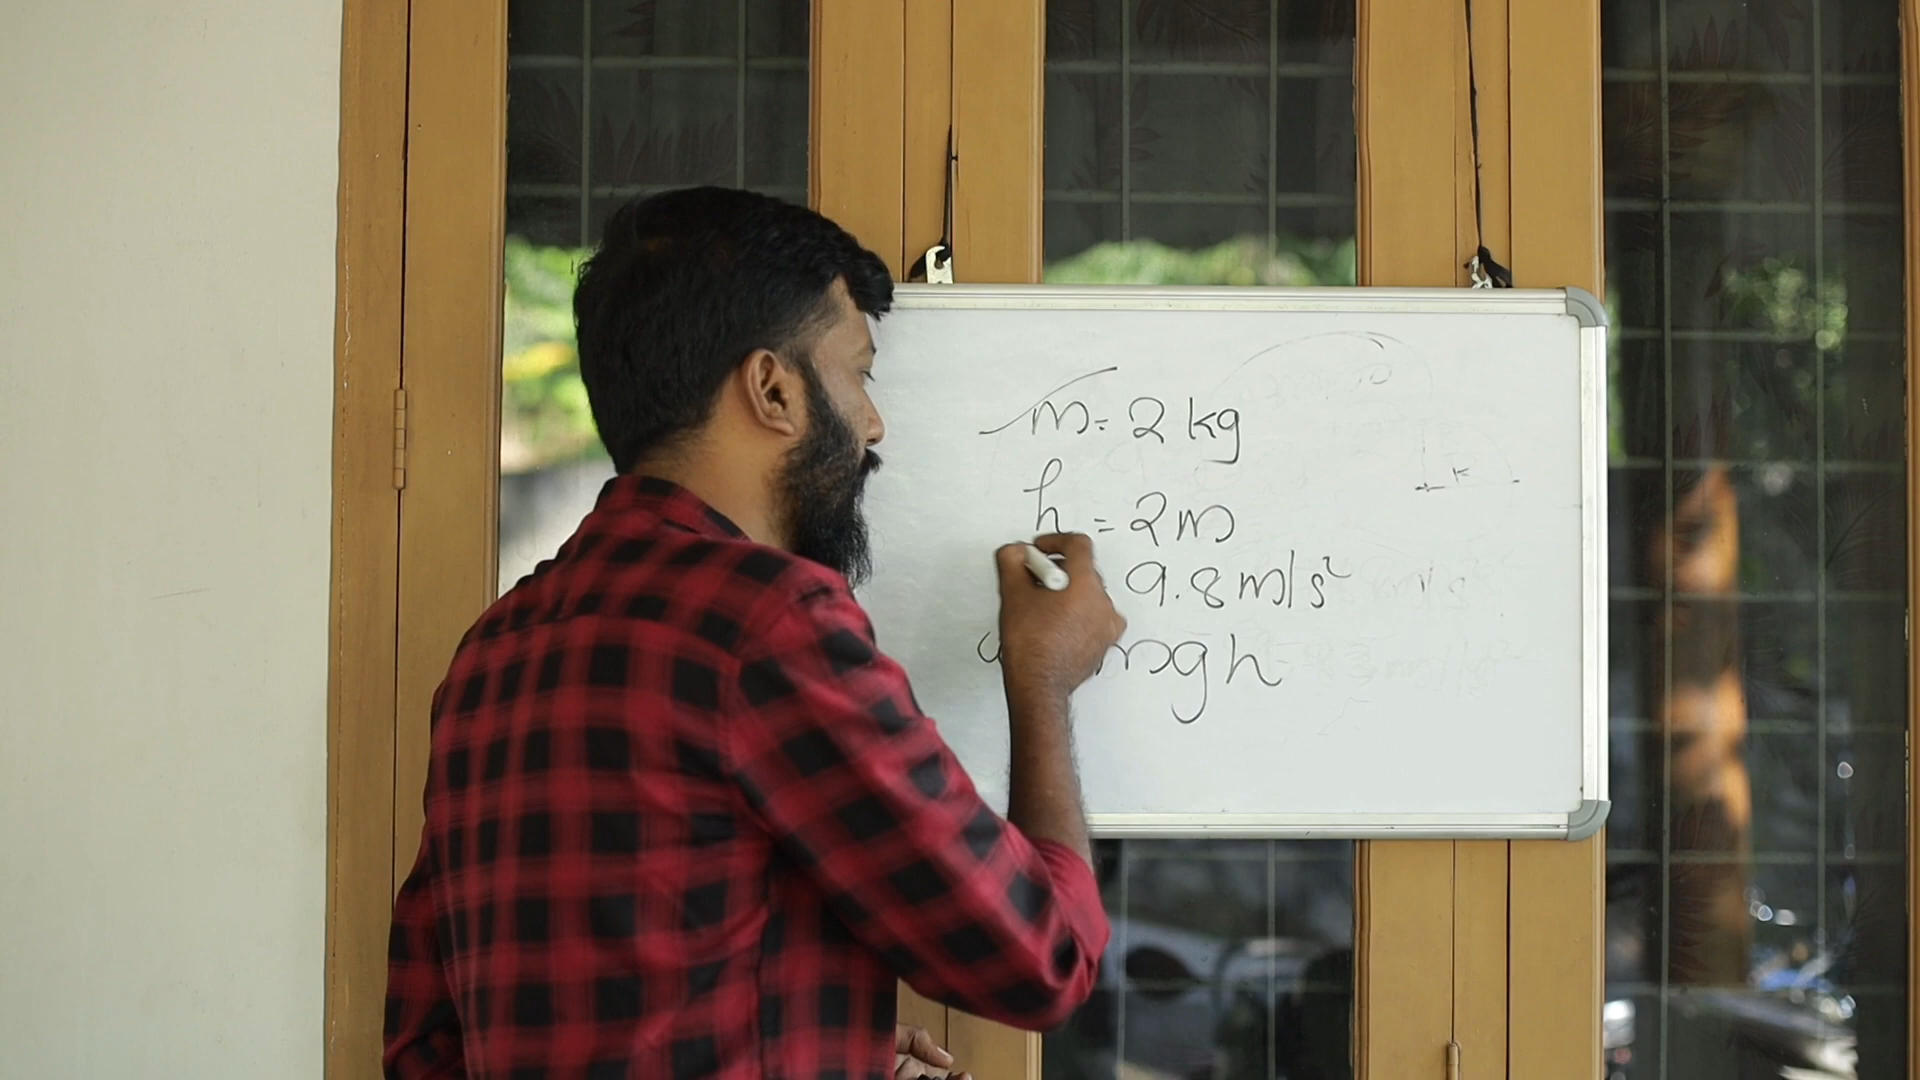 m = 2 kg
h = 2m
9.8 m/s²
mgh